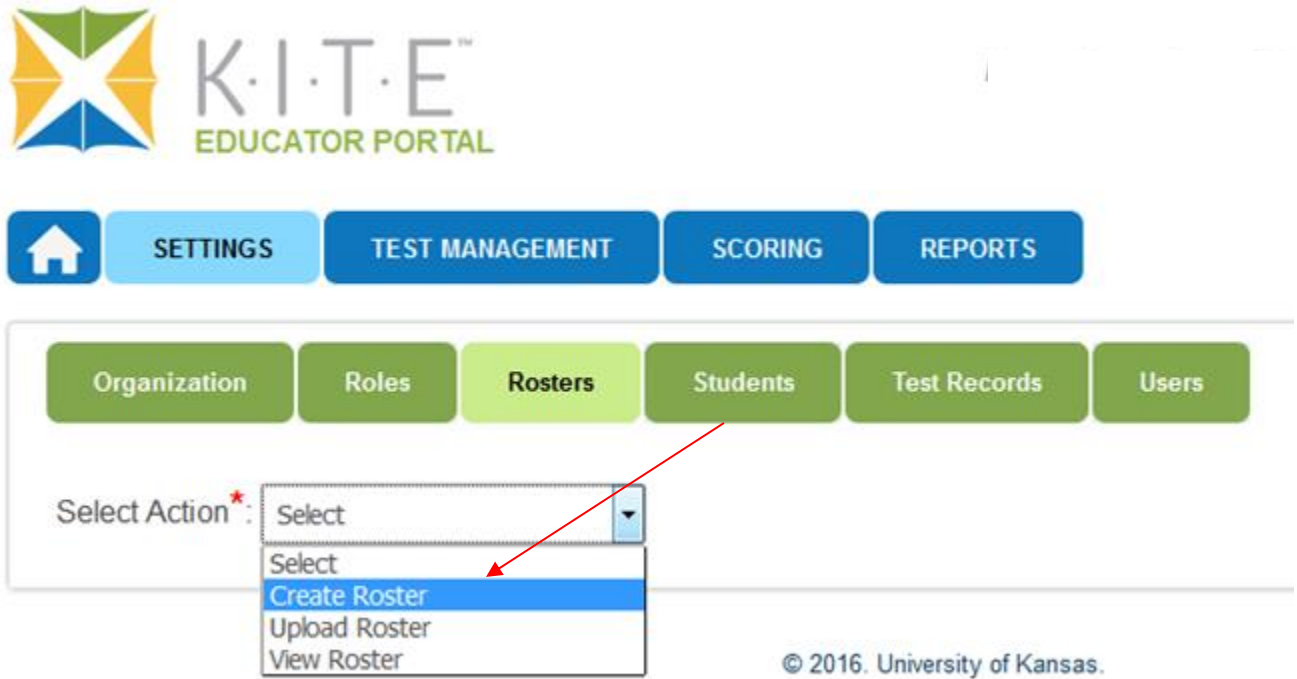 K·I·T·E™
EDUCATOR PORTAL
SETTINGS TEST MANAGEMENT SCORING REPORTS
Organization Roles Rosters Students Test Records Users
Select Action*: Select
Select
Create Roster
Upload Roster
View Roster
© 2016. University of Kansas.